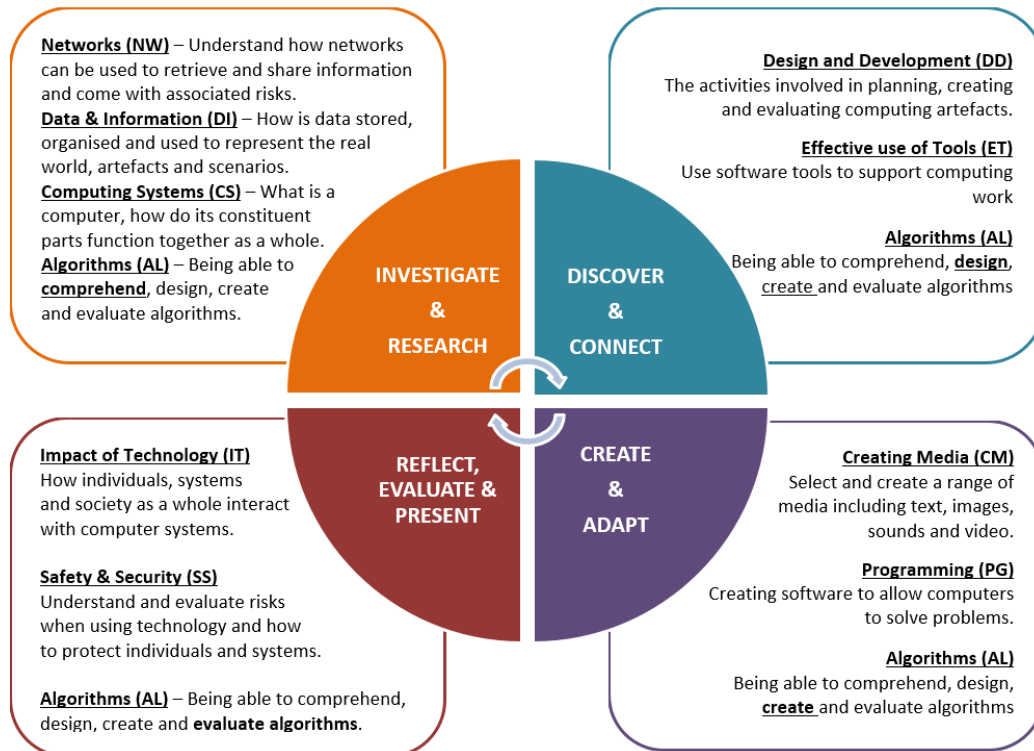 Networks (NW) – Understand how networks
can be used to retrieve and share information
and come with associated risks.
Data & Information (DI) – How is data stored,
organised and used to represent the real
world, artefacts and scenarios.
Computing Systems (CS) – What is a
computer, how do its constituent
parts function together as a whole.
Algorithms (AL) – Being able to
comprehend, design, create
and evaluate algorithms.
Design and Development (DD)
The activities involved in planning, creating
and evaluating computing artefacts.
Effective use of Tools (ET)
Use software tools to support computing
work
Algorithms (AL)
Being able to comprehend, design,
create and evaluate algorithms
INVESTIGATE
&
RESEARCH
DISCOVER
&
CONNECT
REFLECT,
EVALUATE &
PRESENT
CREATE
&
ADAPT
Impact of Technology (IT)
How individuals, systems
and society as a whole interact
with computer systems.
Safety & Security (SS)
Understand and evaluate risks
when using technology and how
to protect individuals and systems.
Algorithms (AL) – Being able to comprehend,
design, create and evaluate algorithms.
Creating Media (CM)
Select and create a range of
media including text, images,
sounds and video.
Programming (PG)
Creating software to allow computers
to solve problems.
Algorithms (AL)
Being able to comprehend, design,
create and evaluate algorithms